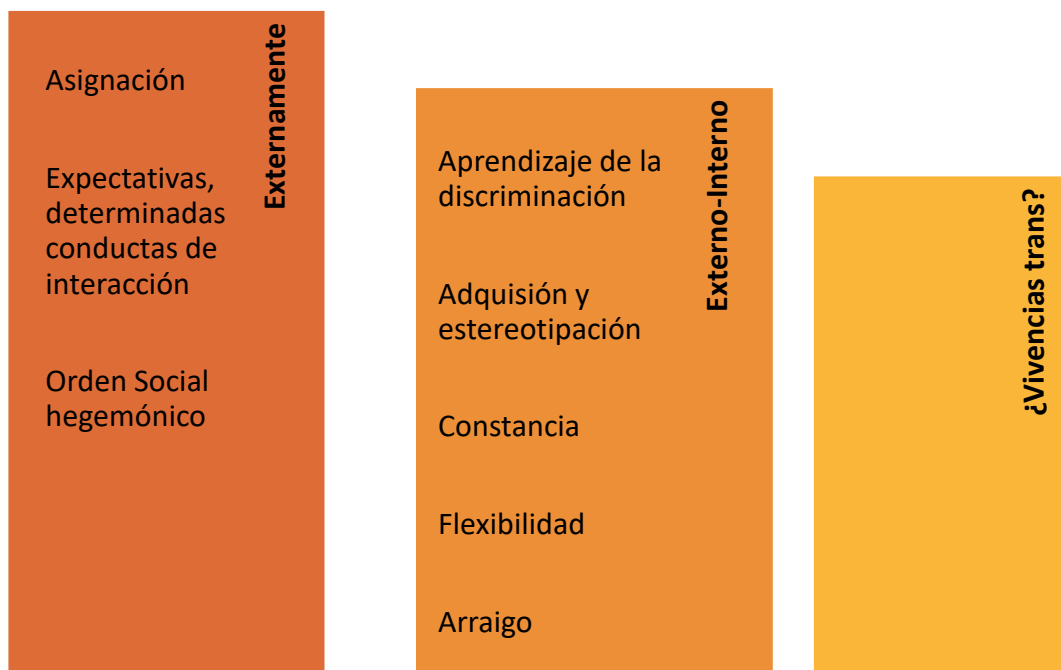 Externamente
Asignación
Expectativas,
determinadas
conductas de
interacción
Orden Social
hegemónico
Externo-Interno
Aprendizaje de la
discriminación
Adquisión y
estereotipación
Constancia
Flexibilidad
Arraigo
¿Vivencias trans?